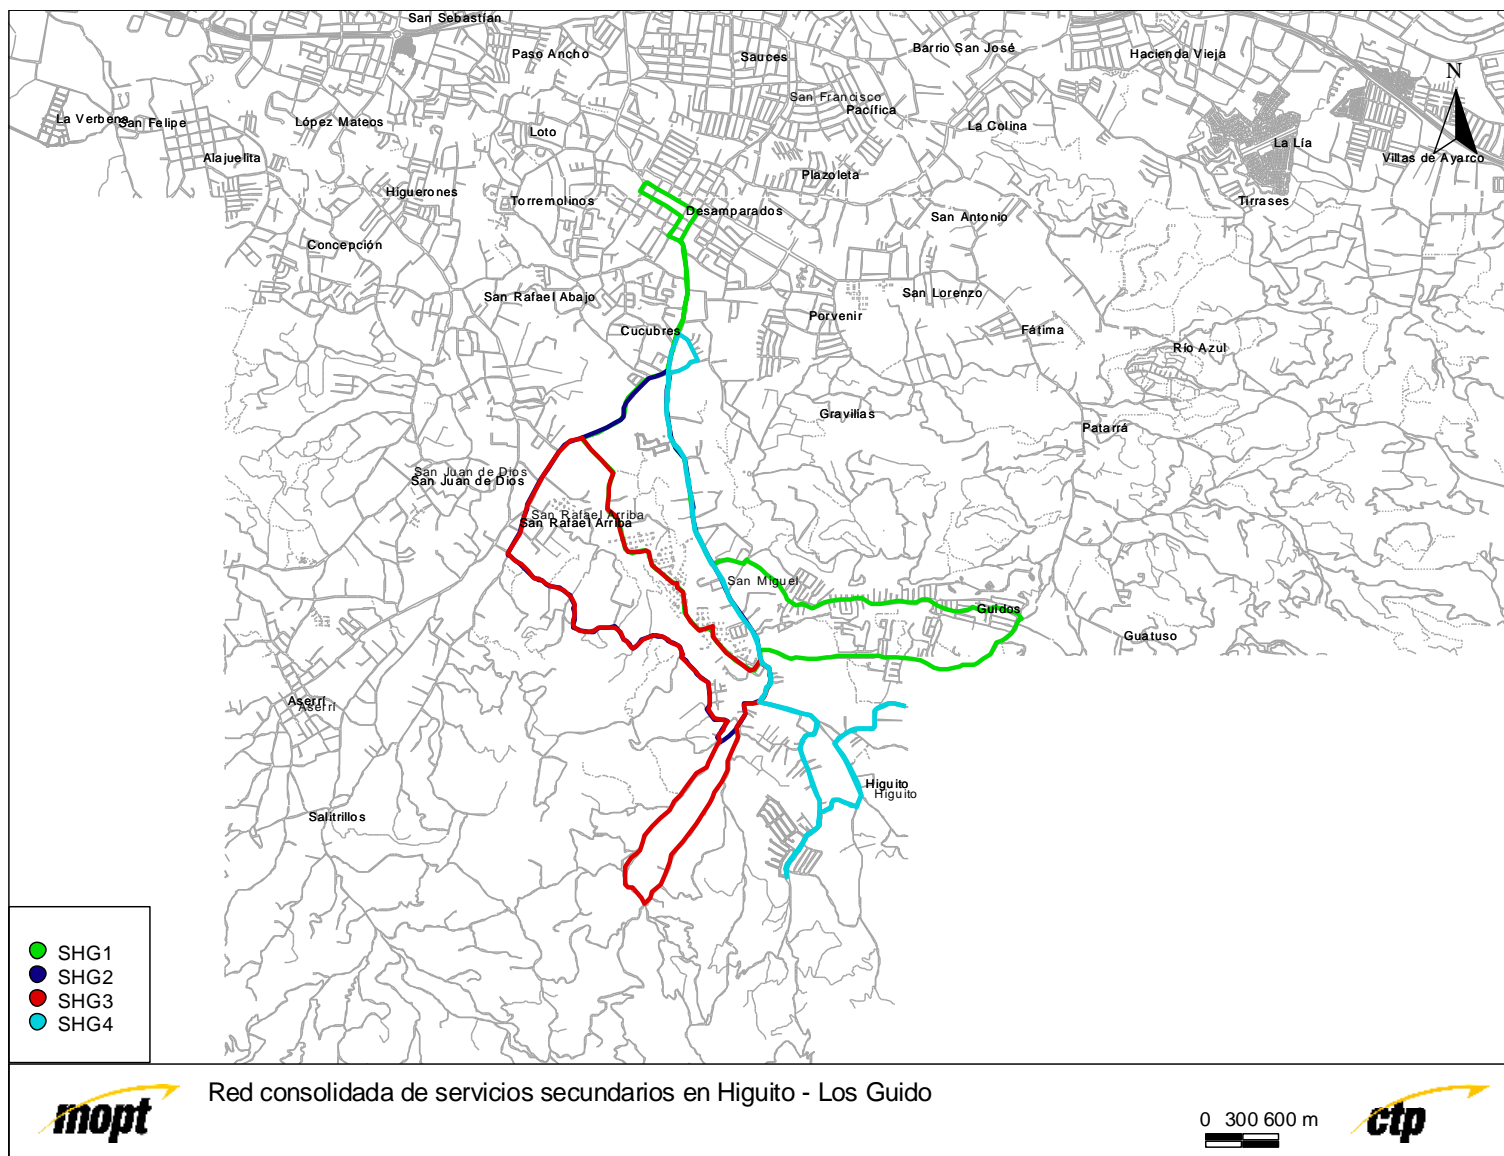 San Sebastían
Paso Ancho
Sauces
Barrio San José
Hacienda Vieja
N
San Francisco
Pacífica
La Verbena
San Felipe
López Mateos
Loto
La Colina
La Lía
Villas de Ayarco
Alajuelita
Higuerones
Plazoleta
Torremolinos
Desamparados
San Antonio
Tirrases
Concepción
San Rafael Abajo
San Lorenzo
Cucubres
Porvenir
Fátima
Río Azul
Gravilías
Patarrá
San Juan de Dios
San Juan de Dios
San Rafael Arriba
San Rafael Arriba
San Miguel
Guidos
Guatuso
Aserrí
Aserrí
Higuito
Higuito
Salitrillos
SHG1
SHG2
SHG3
SHG4
mopt
Red consolidada de servicios secundarios en Higuito - Los Guido
0 300 600 m
ctp